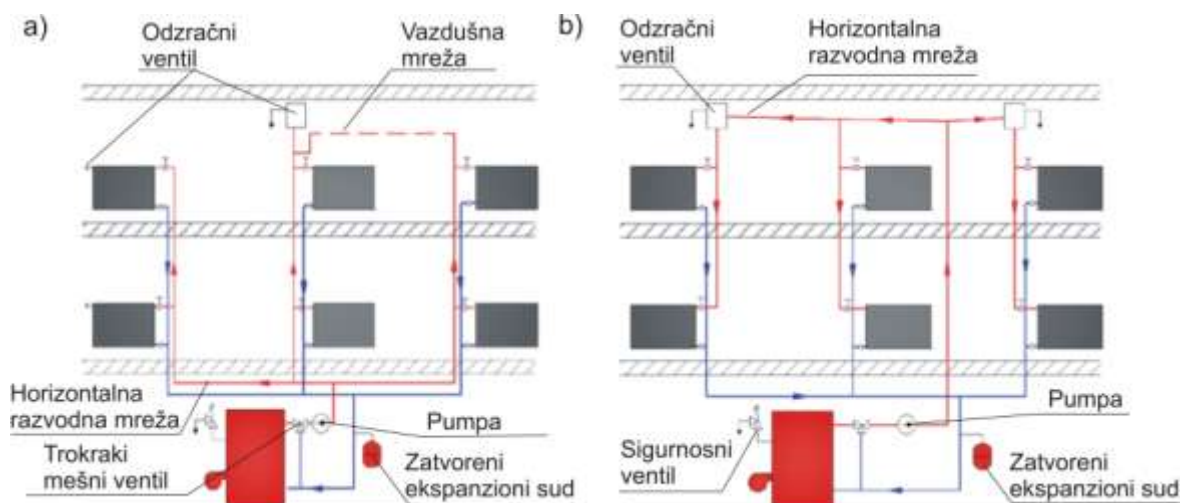 a)
Odzračni
ventil
Vazdušna
mreža
Horizontalna
razvodna mreža
Trokraki
mešni ventil
Pumpa
Zatvoreni
ekspanzioni sud
b)
Odzračni
ventil
Horizontalna
razvodna mreža
Sigurnosni
ventil
Pumpa
Zatvoreni
ekspanzioni sud